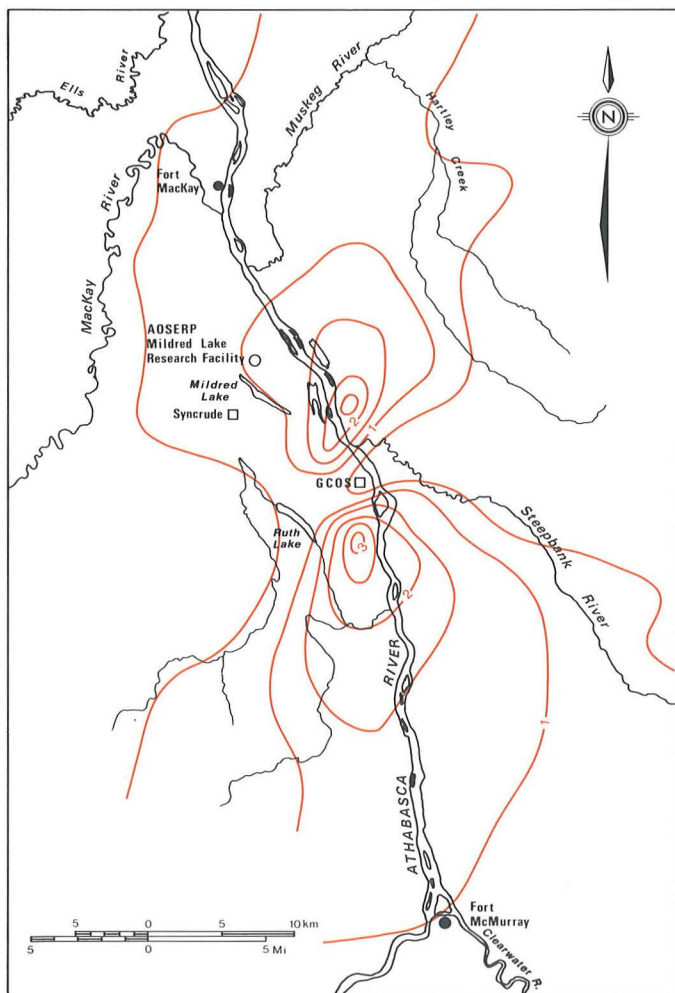 Ells
River
Muskeg River
Hartley
Creek
N
Fort
MacKay
MacKay
River
AOSERP
Mildred Lake
Research Facility
Mildred
Lake
Syncrude
2
1
GCOS
Ruth
Lake
3
2
Steepbank
River
RIVER
1
ATHABASCA
Fort
McMurray
Clearwater R.
5 0 5 10 km
5 0 5 Mi